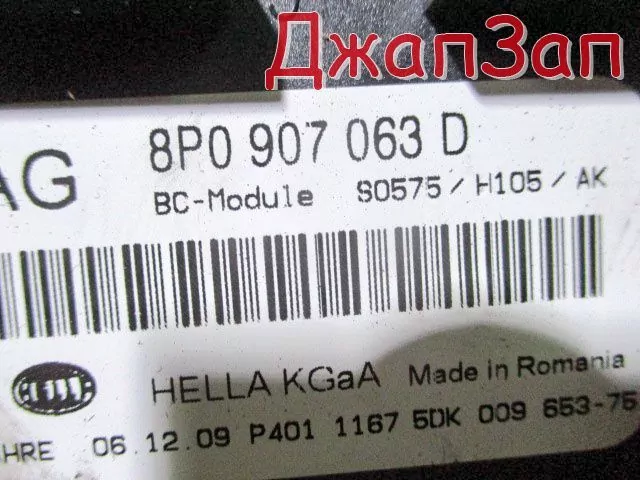 ДжапЗап
AG 8P0 907 063 D
BC-Module S0575/H105/AK
HELLA HELLA KGaA Made in Romania
HRE 06.12.09 P401 1167 5DK 009 653-75